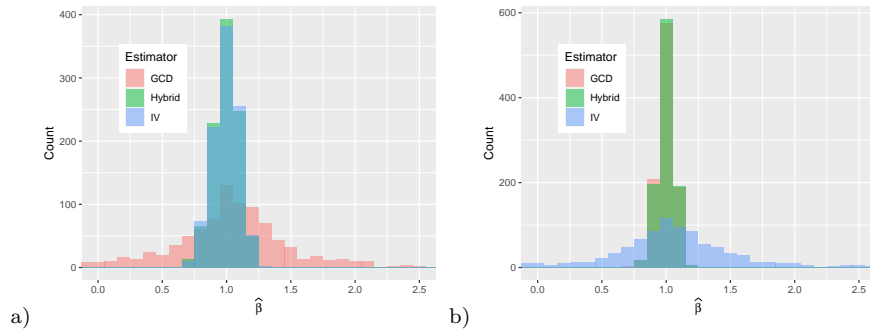 400
300
200
100
0
Count
Estimator
GCD
Hybrid
IV
0.0 0.5 1.0 1.5 2.0 2.5
β̂
a)
600
400
200
0
Count
Estimator
GCD
Hybrid
IV
0.0 0.5 1.0 1.5 2.0 2.5
β̂
b)